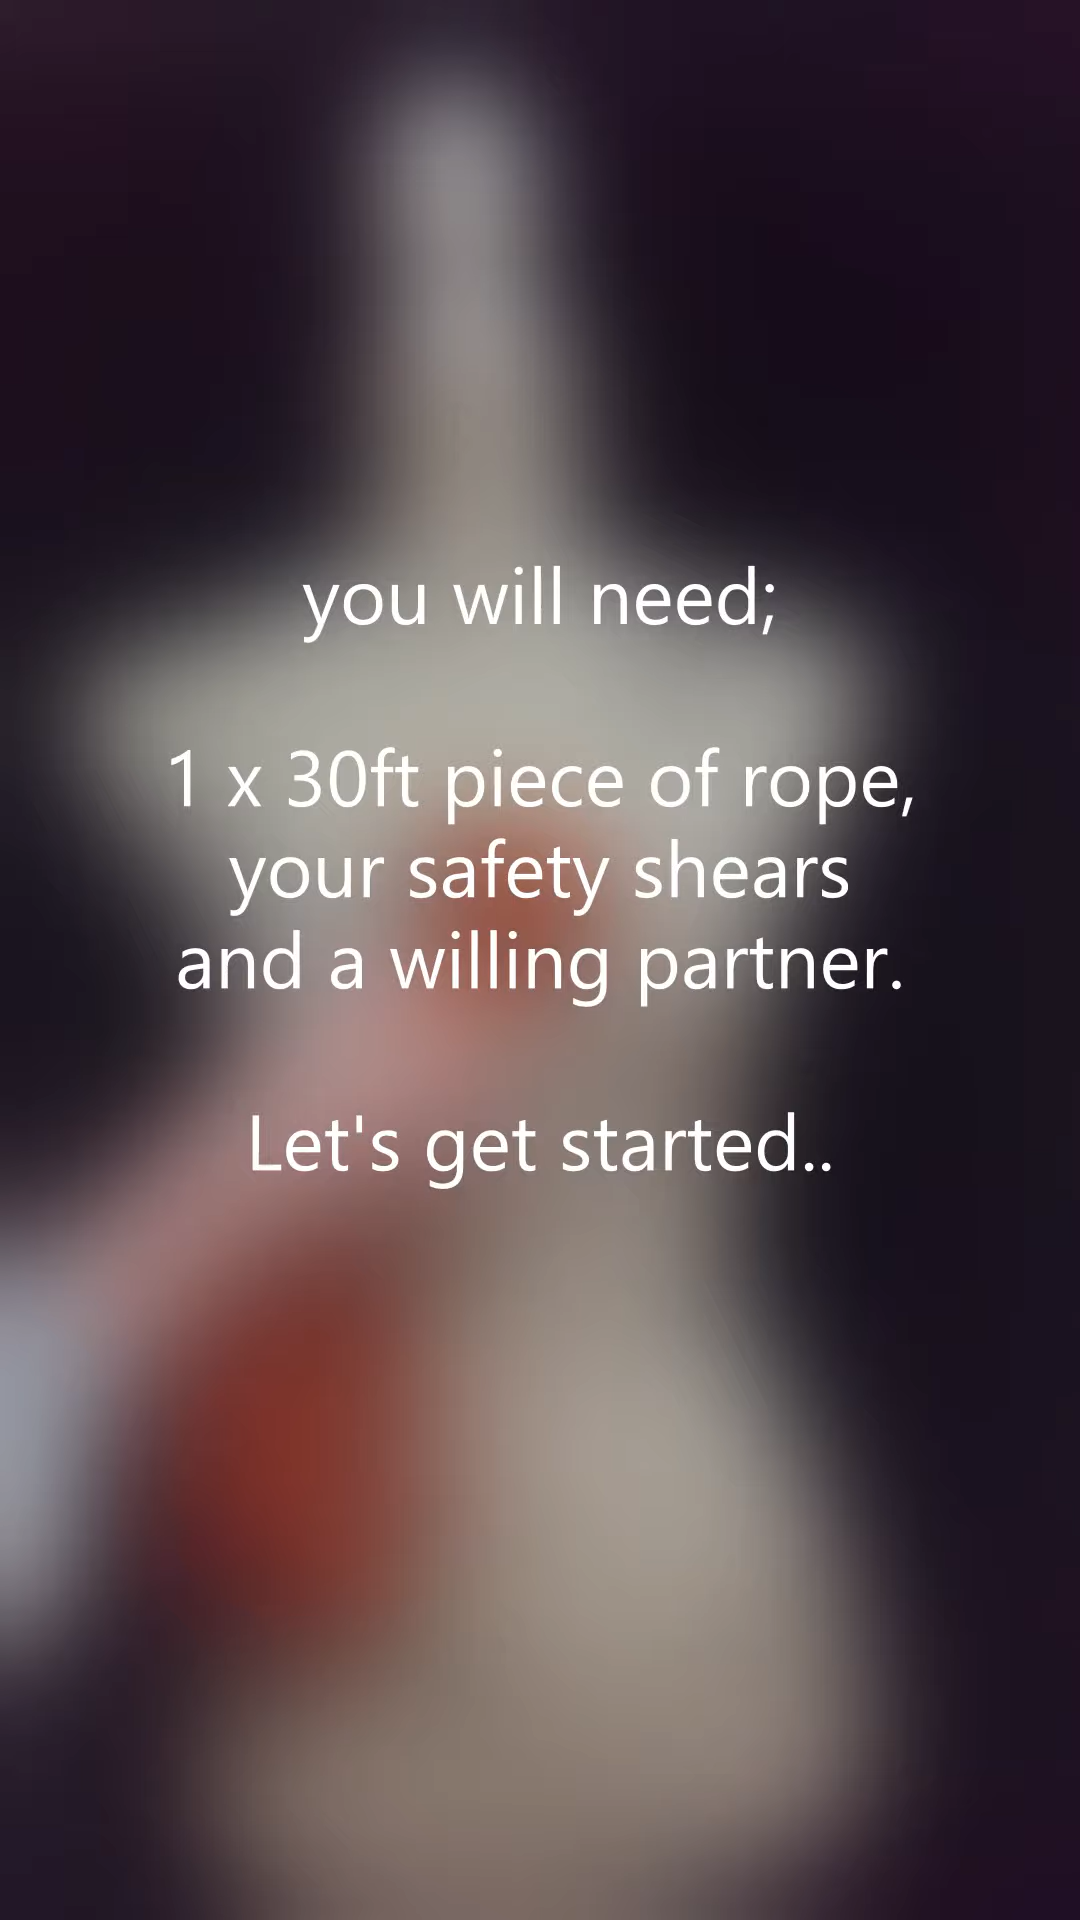 you will need;
1 x 30ft piece of rope,
your safety shears
and a willing partner.
Let's get started..